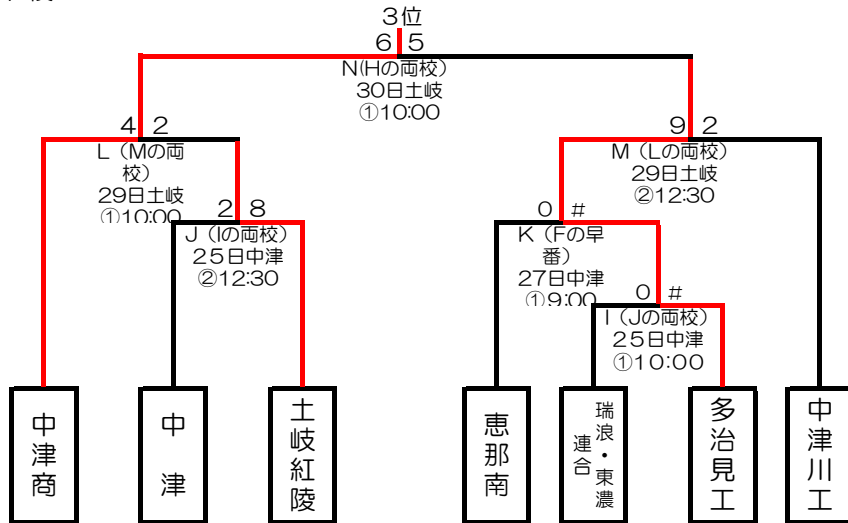 3位
6 5
N(Hの両校)
30日土岐
①10:00
4 2
L（Mの両
校）
29日土岐
①10:00
9 2
M（Lの両校）
29日土岐
②12:30
2 8
J（Iの両校）
25日中津
②12:30
0 #
K（Fの早
番）
27日中津
①9:00
0 #
I（Jの両校）
25日中津
①10:00
中津商
中津
土岐紅陵
恵那南
瑞浪・東濃
連合
多治見工
中津川工